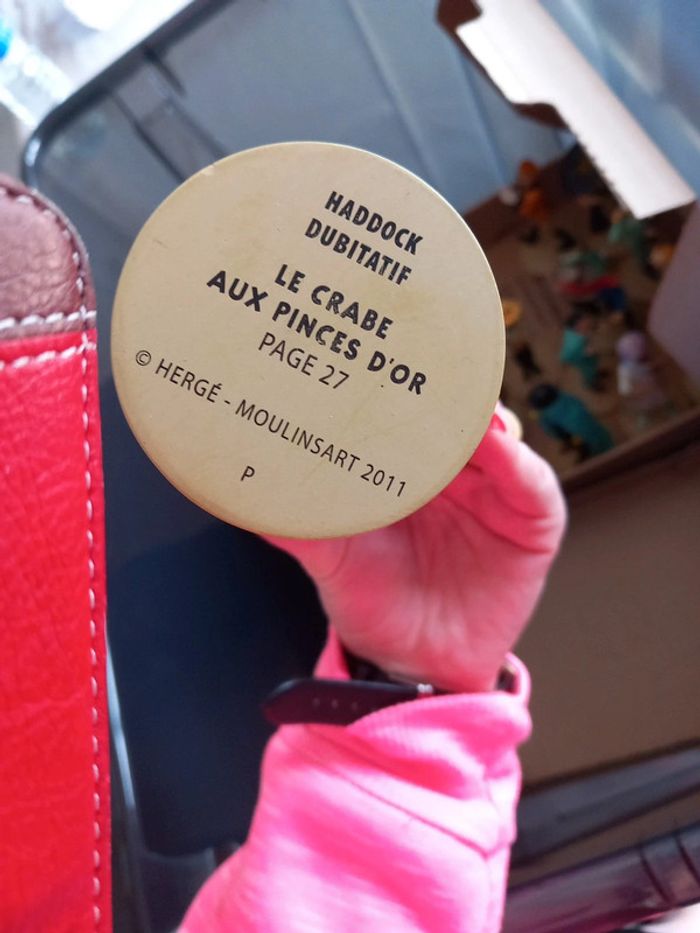 HADDOCK
DUBITATIF
LE CRABE
AUX PINCES D'OR
PAGE 27
© HERGÉ - MOULINSART 2011
P